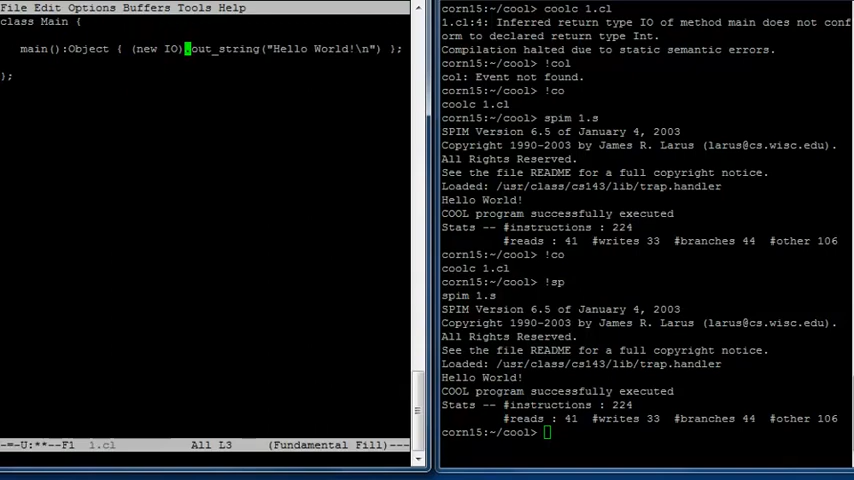 File Edit Options Buffers Tools Help
class Main {
main():Object { (new IO).out_string("Hello World!\n") };
};
-=-U:**--F1 1.cl All L3 (Fundamental Fill)---
corn15:~/cool> coolc 1.cl
1.cl:4: Inferred return type IO of method main does not conf
orm to declared return type Int.
Compilation halted due to static semantic errors.
corn15:~/cool> !col
col: Event not found.
corn15:~/cool> !co
coolc 1.cl
corn15:~/cool> spim 1.s
SPIM Version 6.5 of January 4, 2003
Copyright 1990-2003 by James R. Larus (larus@cs.wisc.edu).
All Rights Reserved.
See the file README for a full copyright notice.
Loaded: /usr/class/cs143/lib/trap.handler
Hello World!
COOL program successfully executed
Stats -- #instructions : 224
#reads : 41 #writes 33 #branches 44 #other 106
corn15:~/cool> !co
coolc 1.cl
corn15:~/cool> !sp
spim 1.s
SPIM Version 6.5 of January 4, 2003
Copyright 1990-2003 by James R. Larus (larus@cs.wisc.edu).
All Rights Reserved.
See the file README for a full copyright notice.
Loaded: /usr/class/cs143/lib/trap.handler
Hello World!
COOL program successfully executed
Stats -- #instructions : 224
#reads : 41 #writes 33 #branches 44 #other 106
corn15:~/cool>